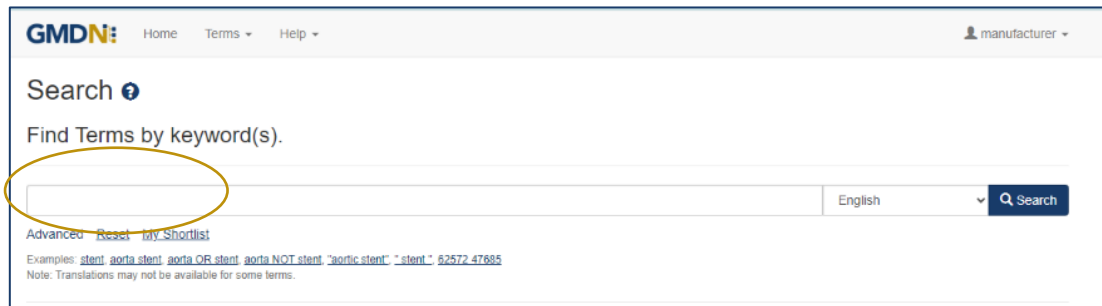 GMDN Home Terms Help manufacturer
Search ?
Find Terms by keyword(s).
English Search
Advanced Reset My Shortlist
Examples: stent, aorta stent, aorta OR stent, aorta NOT stent, "aortic stent", " stent ", 62572 47685
Note: Translations may not be available for some terms.